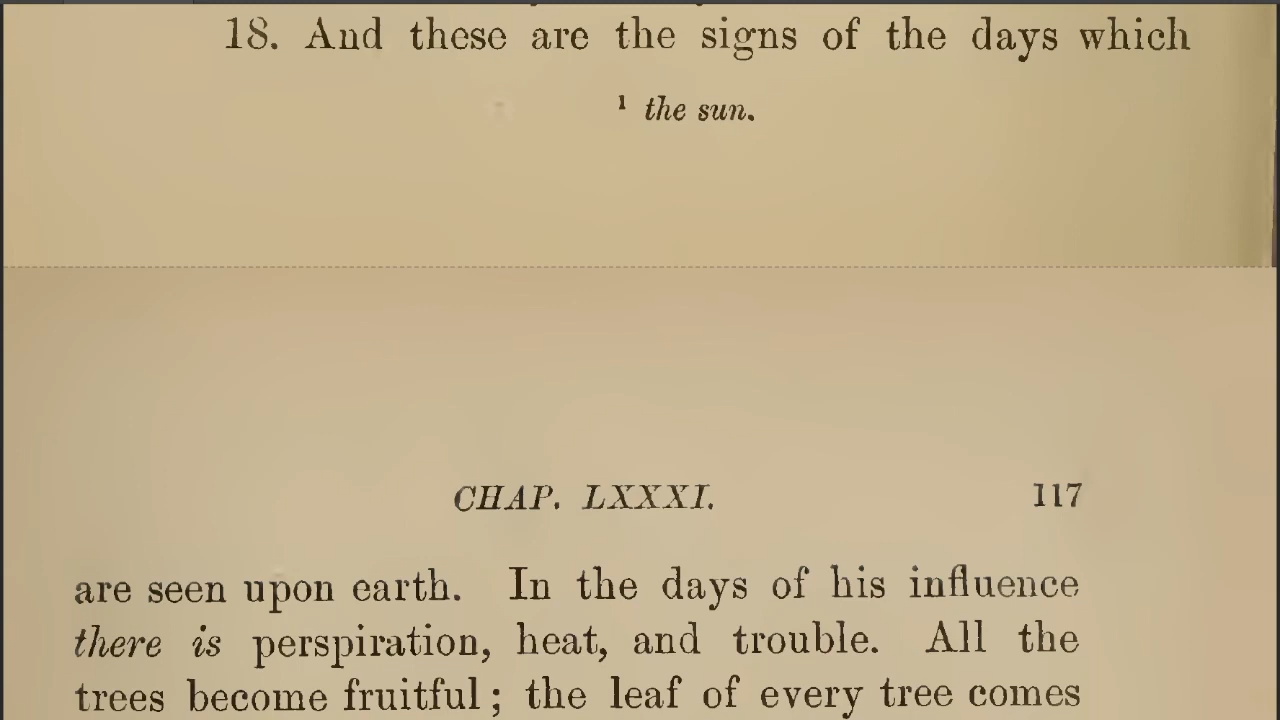 18. And these are the signs of the days which
¹ the sun.
CHAP. LXXXI. 117
are seen upon earth. In the days of his influence
there is perspiration, heat, and trouble. All the
trees become fruitful; the leaf of every tree comes